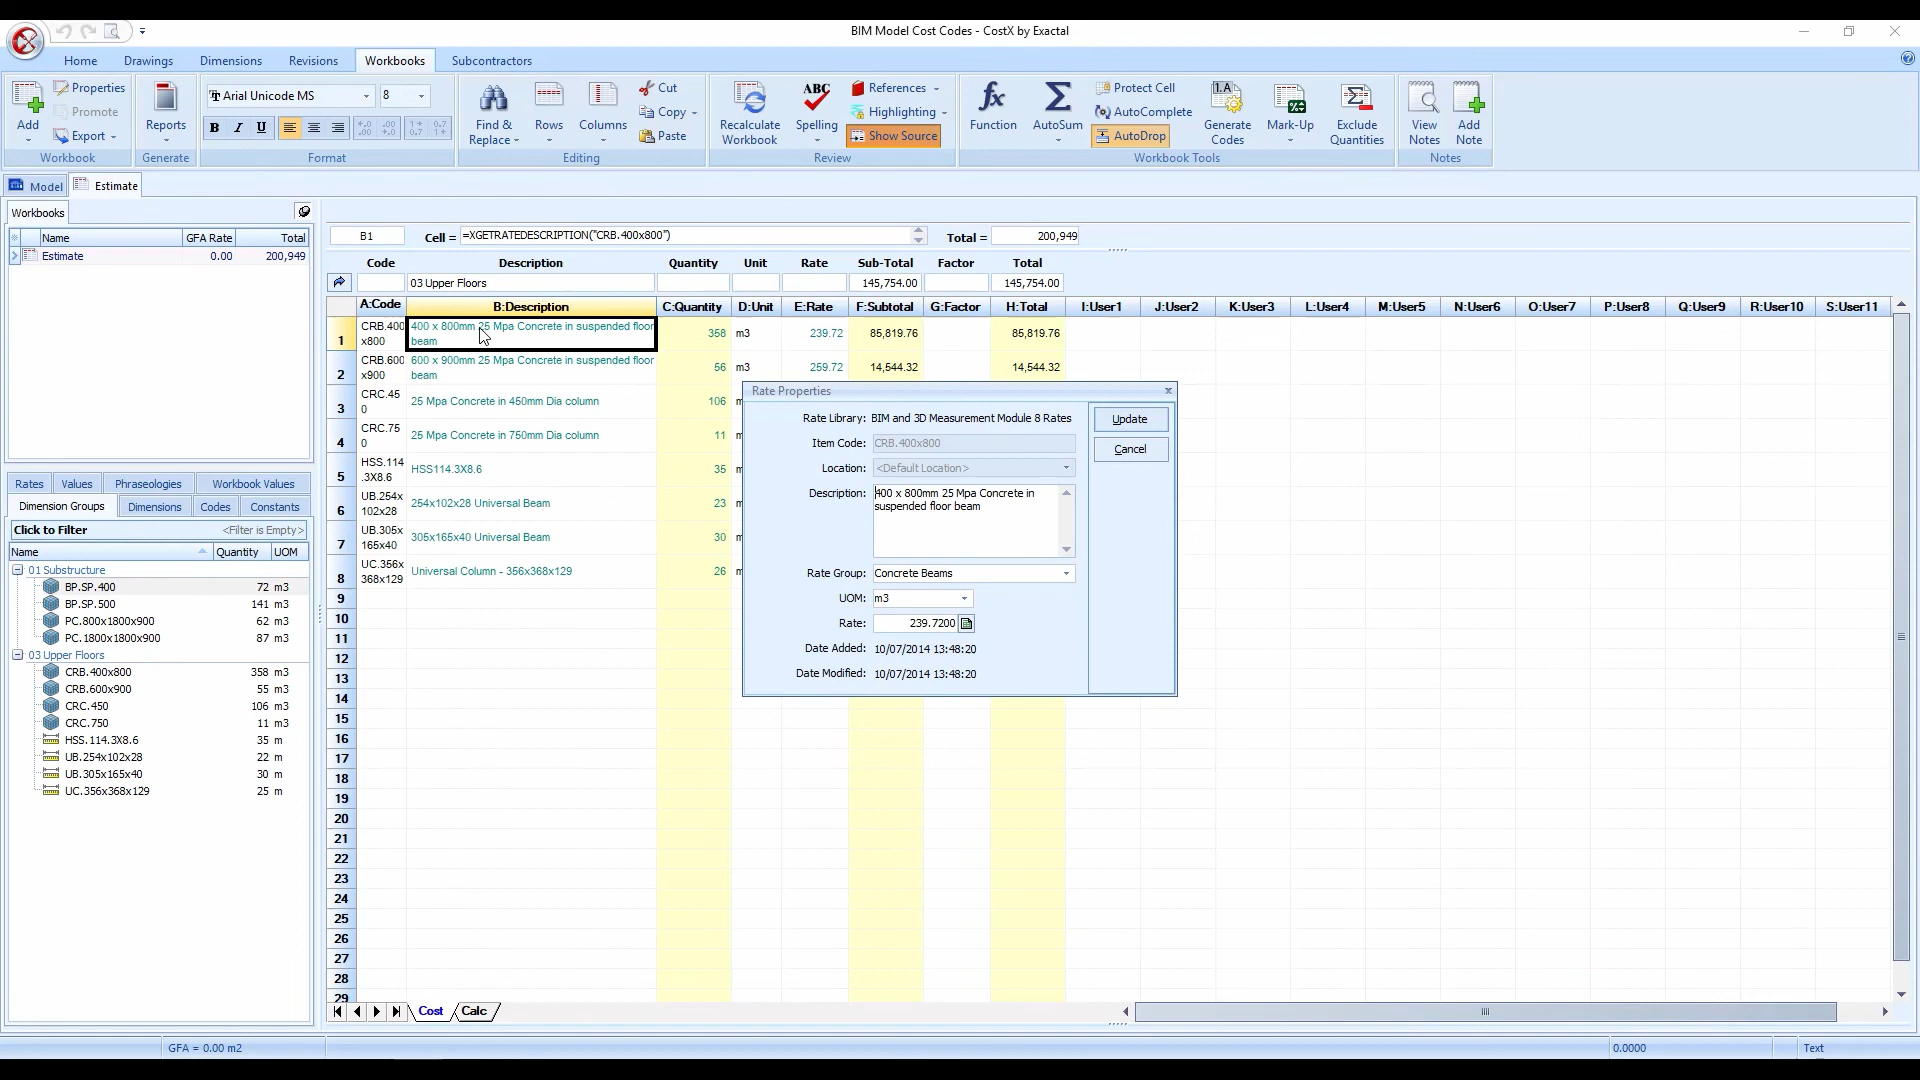 BIM Model Cost Codes - CostX by Exactal
Home Drawings Dimensions Revisions Workbooks Subcontractors
Add
Properties
Promote
Export
Workbook
Reports
Generate
Arial Unicode MS 8
B I U
Format
Find & Replace
Rows
Columns
Cut
Copy
Paste
Editing
Recalculate Workbook
ABC
Spelling
References
Highlighting
Show Source
Review
Function
AutoSum
Protect Cell
AutoComplete
AutoDrop
Generate Codes
Mark-Up
Exclude Quantities
Workbook Tools
View Notes
Add Note
Notes
Model Estimate
Workbooks
Name GFA Rate Total
Estimate 0.00 200,949
B1 Cell = =XGETRATEDESCRIPTION("CRB.400x800") Total = 200,949
Code Description Quantity Unit Rate Sub-Total Factor Total
03 Upper Floors 145,754.00 145,754.00
A:Code B:Description C:Quantity D:Unit E:Rate F:Subtotal G:Factor H:Total I:User1 J:User2 K:User3 L:User4 M:User5 N:User6 O:User7 P:User8 Q:User9 R:User10 S:User11
1 CRB.400x800 400 x 800mm 25 Mpa Concrete in suspended floor beam 358 m3 239.72 85,819.76 85,819.76
2 CRB.600x900 600 x 900mm 25 Mpa Concrete in suspended floor beam 56 m3 259.72 14,544.32 14,544.32
3 CRC.450 25 Mpa Concrete in 450mm Dia column 106
4 CRC.750 25 Mpa Concrete in 750mm Dia column 11
5 HSS.114.3X8.6 HSS114.3X8.6 35
6 UB.254x102x28 254x102x28 Universal Beam 23
7 UB.305x165x40 305x165x40 Universal Beam 30
8 UC.356x368x129 Universal Column - 356x368x129 26
9
10
11
12
13
14
15
16
17
18
19
20
21
22
23
24
25
26
27
28
29
Rate Properties
Rate Library: BIM and 3D Measurement Module 8 Rates
Item Code: CRB.400x800
Location: <Default Location>
Description: 400 x 800mm 25 Mpa Concrete in
suspended floor beam
Rate Group: Concrete Beams
UOM: m3
Rate: 239.7200
Date Added: 10/07/2014 13:48:20
Date Modified: 10/07/2014 13:48:20
Update
Cancel
Rates Values Phraseologies Workbook Values
Dimension Groups Dimensions Codes Constants
Click to Filter <Filter is Empty>
Name Quantity UOM
01 Substructure
BP.SP.400 72 m3
BP.SP.500 141 m3
PC.800x1800x900 62 m3
PC.1800x1800x900 87 m3
03 Upper Floors
CRB.400x800 358 m3
CRB.600x900 55 m3
CRC.450 106 m3
CRC.750 11 m3
HSS.114.3X8.6 35 m
UB.254x102x28 22 m
UB.305x165x40 30 m
UC.356x368x129 25 m
Cost Calc
GFA = 0.00 m2 0.0000 Text